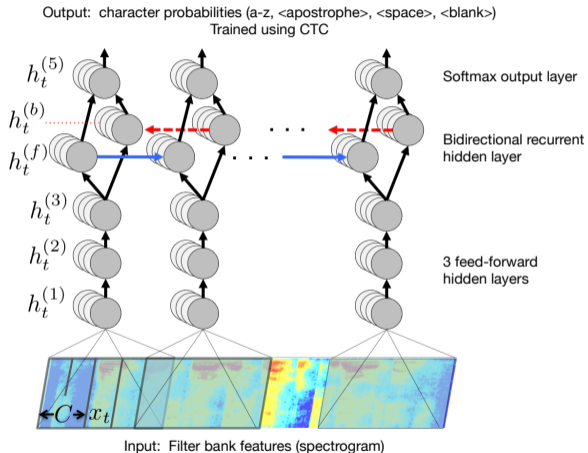 Output: character probabilities (a-z, <apostrophe>, <space>, <blank>)
Trained using CTC
h_t^{(5)}
Softmax output layer
h_t^{(b)}
Bidirectional recurrent
hidden layer
h_t^{(f)}
h_t^{(3)}
h_t^{(2)}
3 feed-forward
hidden layers
h_t^{(1)}
C x_t
Input: Filter bank features (spectrogram)